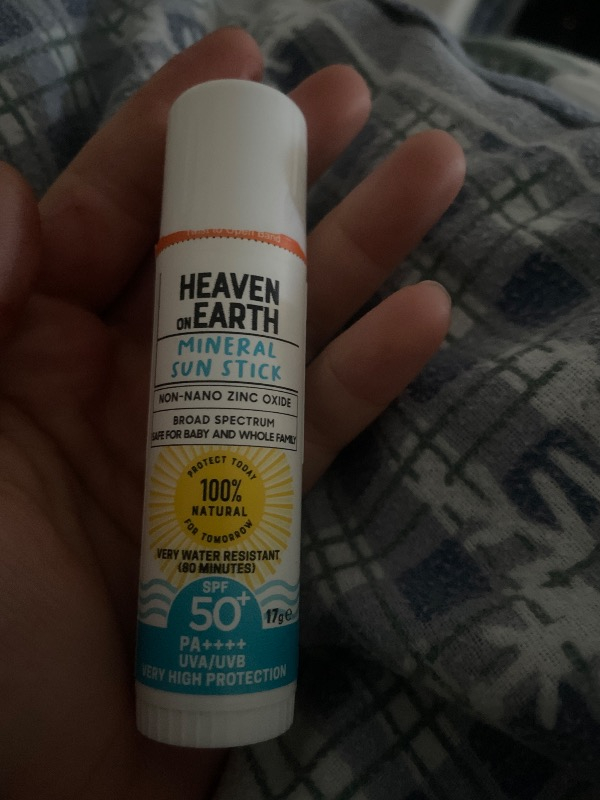 HEAVEN
ON EARTH
MINERAL
SUN STICK
NON-NANO ZINC OXIDE
BROAD SPECTRUM
SAFE FOR BABY AND WHOLE FAMILY
PROTECT TODAY
100%
NATURAL
FOR TOMORROW
VERY WATER RESISTANT
(80 MINUTES)
SPF
50+
17g℮
PA++++
UVA/UVB
VERY HIGH PROTECTION